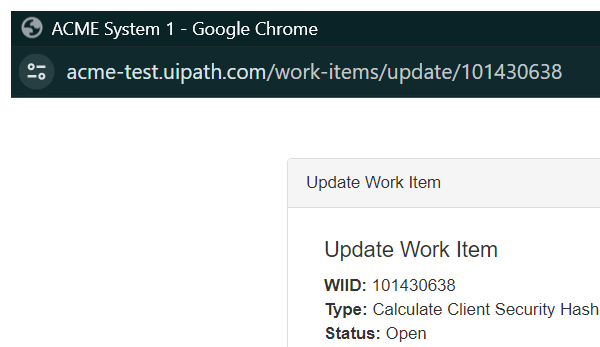 ACME System 1 - Google Chrome
acme-test.uipath.com/work-items/update/101430638
Update Work Item
Update Work Item
WIID: 101430638
Type: Calculate Client Security Hash
Status: Open